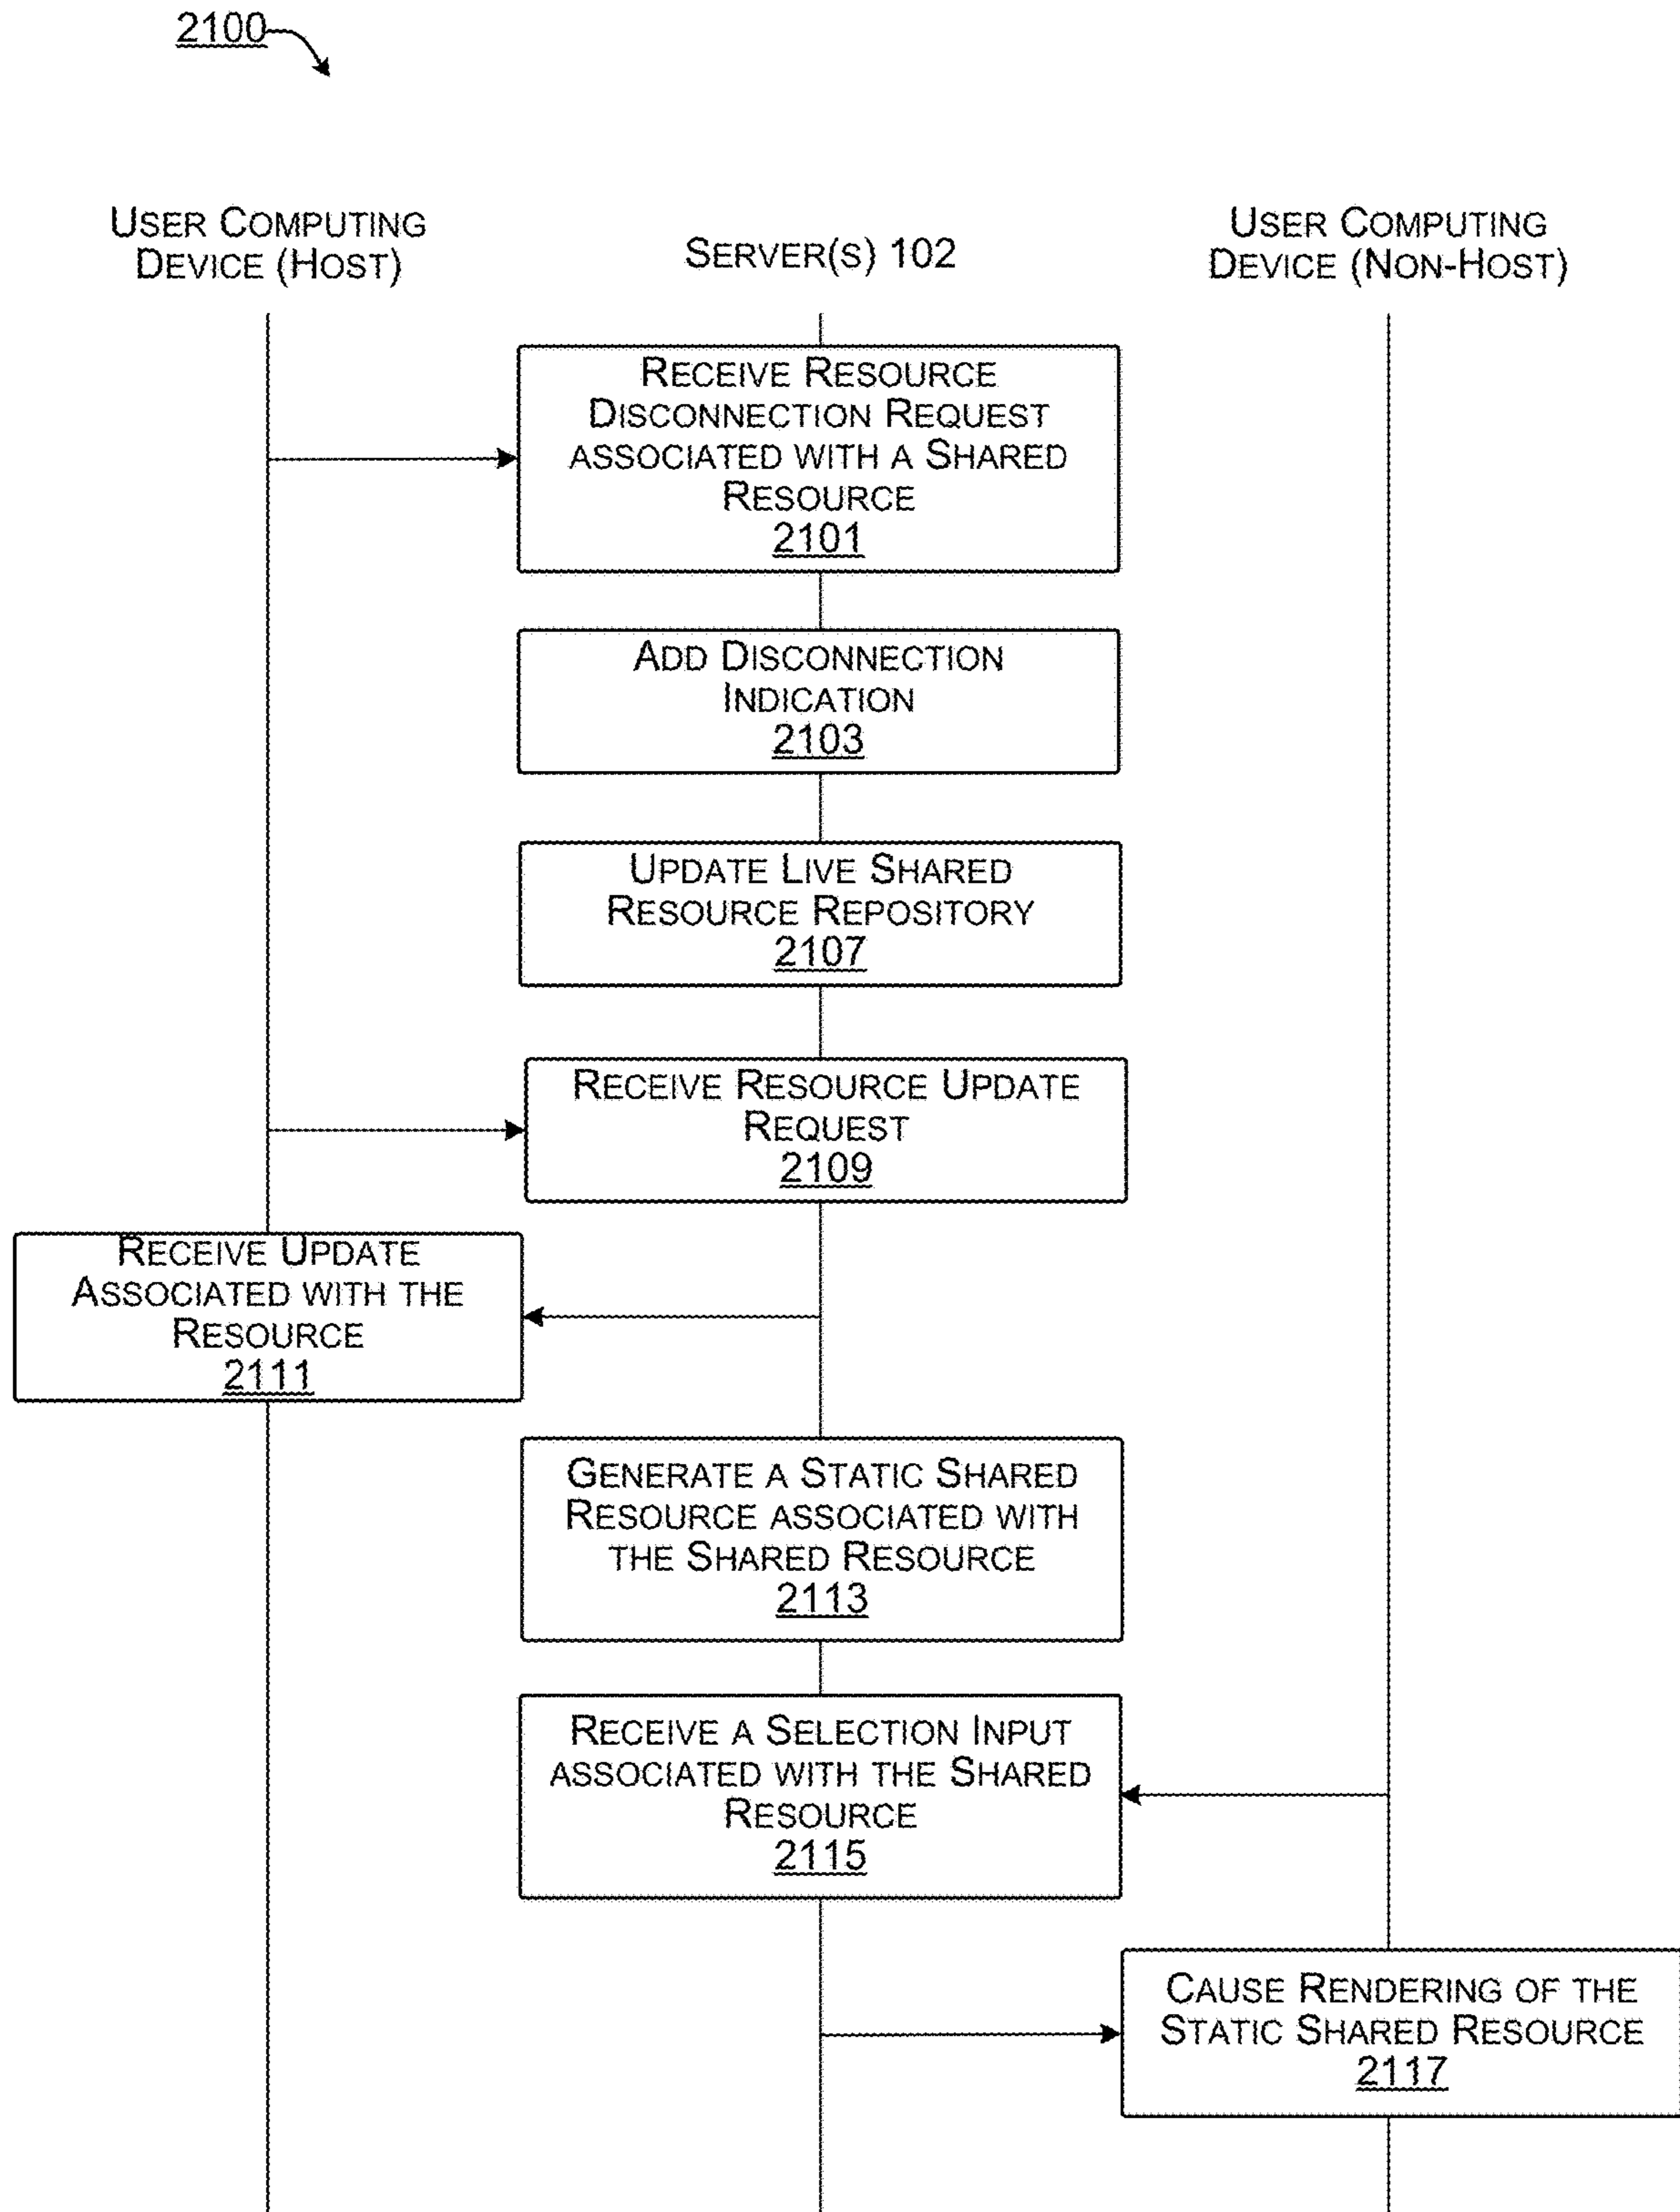 2100
USER COMPUTING
DEVICE (HOST)
SERVER(S) 102
USER COMPUTING
DEVICE (NON-HOST)
RECEIVE RESOURCE
DISCONNECTION REQUEST
ASSOCIATED WITH A SHARED
RESOURCE
2101
ADD DISCONNECTION
INDICATION
2103
UPDATE LIVE SHARED
RESOURCE REPOSITORY
2107
RECEIVE RESOURCE UPDATE
REQUEST
2109
RECEIVE UPDATE
ASSOCIATED WITH THE
RESOURCE
2111
GENERATE A STATIC SHARED
RESOURCE ASSOCIATED WITH
THE SHARED RESOURCE
2113
RECEIVE A SELECTION INPUT
ASSOCIATED WITH THE SHARED
RESOURCE
2115
CAUSE RENDERING OF THE
STATIC SHARED RESOURCE
2117